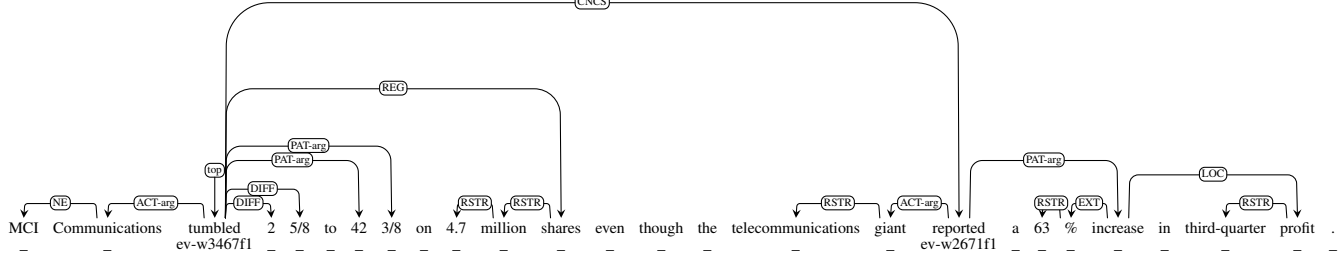 CNCS
REG
PAT-arg
PAT-arg
top
PAT-arg
LOC
DIFF
NE ACT-arg DIFF RSTR RSTR RSTR ACT-arg RSTR EXT RSTR
MCI Communications tumbled 2 5/8 to 42 3/8 on 4.7 million shares even though the telecommunications giant reported a 63 % increase in third-quarter profit .
_ _ ev-w3467f1 _ _ _ _ _ _ _ _ _ _ _ _ _ _ ev-w2671f1 _ _ _ _ _ _ _ _